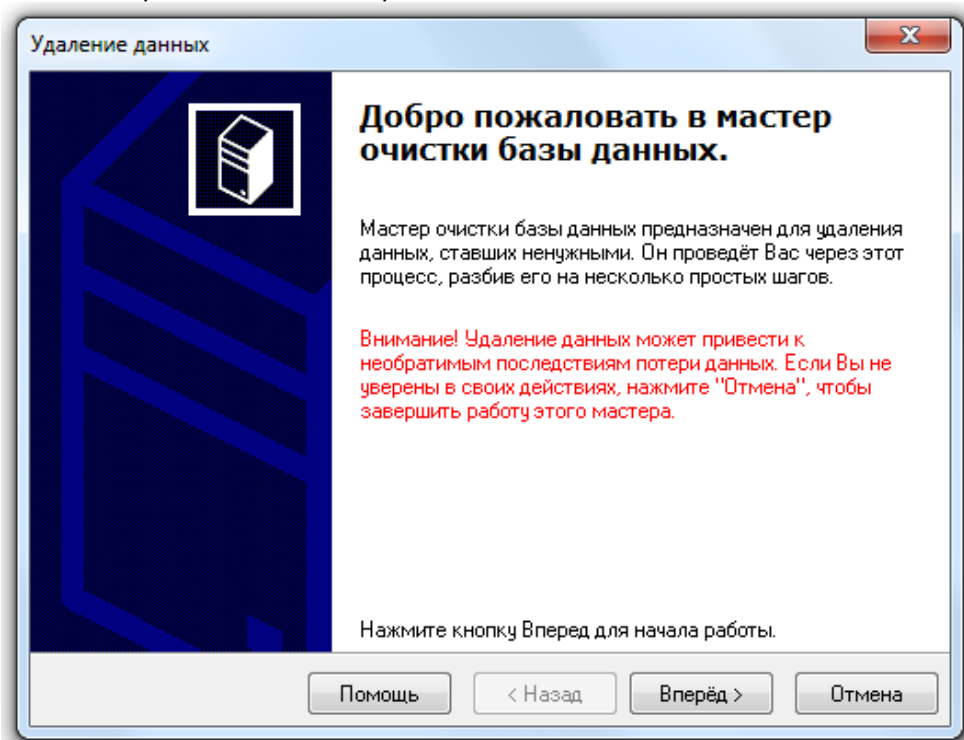 Удаление данных
Добро пожаловать в мастер
очистки базы данных.
Мастер очистки базы данных предназначен для удаления
данных, ставших ненужными. Он проведёт Вас через этот
процесс, разбив его на несколько простых шагов.
Внимание! Удаление данных может привести к
необратимым последствиям потери данных. Если Вы не
уверены в своих действиях, нажмите "Отмена", чтобы
завершить работу этого мастера.
Нажмите кнопку Вперед для начала работы.
Помощь
< Назад
Вперёд >
Отмена